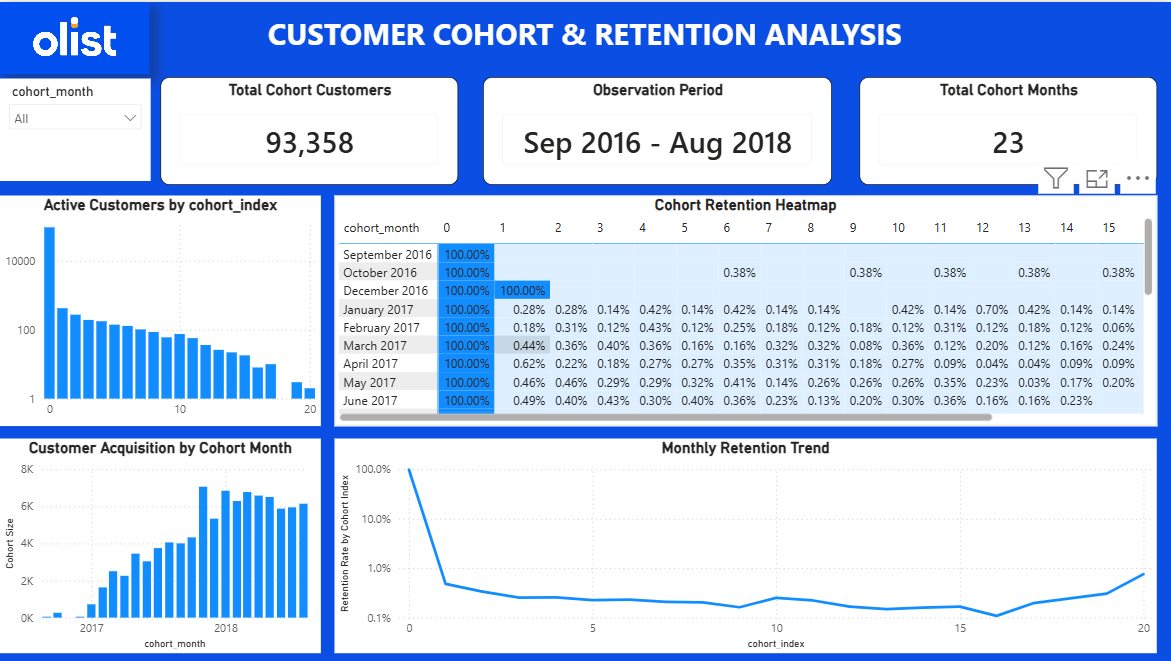 olist
CUSTOMER COHORT & RETENTION ANALYSIS
cohort_month
All
Total Cohort Customers
93,358
Observation Period
Sep 2016 - Aug 2018
Total Cohort Months
23
Active Customers by cohort_index
10000
100
1
0 10 20
Cohort Retention Heatmap
cohort_month 0 1 2 3 4 5 6 7 8 9 10 11 12 13 14 15
September 2016 100.00%
October 2016 100.00% 0.38% 0.38% 0.38% 0.38% 0.38%
December 2016 100.00% 100.00%
January 2017 100.00% 0.28% 0.28% 0.14% 0.42% 0.14% 0.42% 0.14% 0.14% 0.42% 0.14% 0.70% 0.42% 0.14% 0.14%
February 2017 100.00% 0.18% 0.31% 0.12% 0.43% 0.12% 0.25% 0.18% 0.12% 0.18% 0.12% 0.31% 0.12% 0.18% 0.12% 0.06%
March 2017 100.00% 0.44% 0.36% 0.40% 0.36% 0.16% 0.16% 0.32% 0.32% 0.08% 0.36% 0.12% 0.20% 0.12% 0.16% 0.24%
April 2017 100.00% 0.62% 0.22% 0.18% 0.27% 0.27% 0.35% 0.31% 0.31% 0.18% 0.27% 0.09% 0.04% 0.04% 0.09% 0.09%
May 2017 100.00% 0.46% 0.46% 0.29% 0.29% 0.32% 0.41% 0.14% 0.26% 0.26% 0.26% 0.35% 0.23% 0.03% 0.17% 0.20%
June 2017 100.00% 0.49% 0.40% 0.43% 0.30% 0.40% 0.36% 0.23% 0.13% 0.20% 0.30% 0.36% 0.16% 0.16% 0.23%
Customer Acquisition by Cohort Month
Cohort Size
8K
6K
4K
2K
0K
2017 2018
cohort_month
Monthly Retention Trend
Retention Rate by Cohort Index
100.0%
10.0%
1.0%
0.1%
0 5 10 15 20
cohort_index